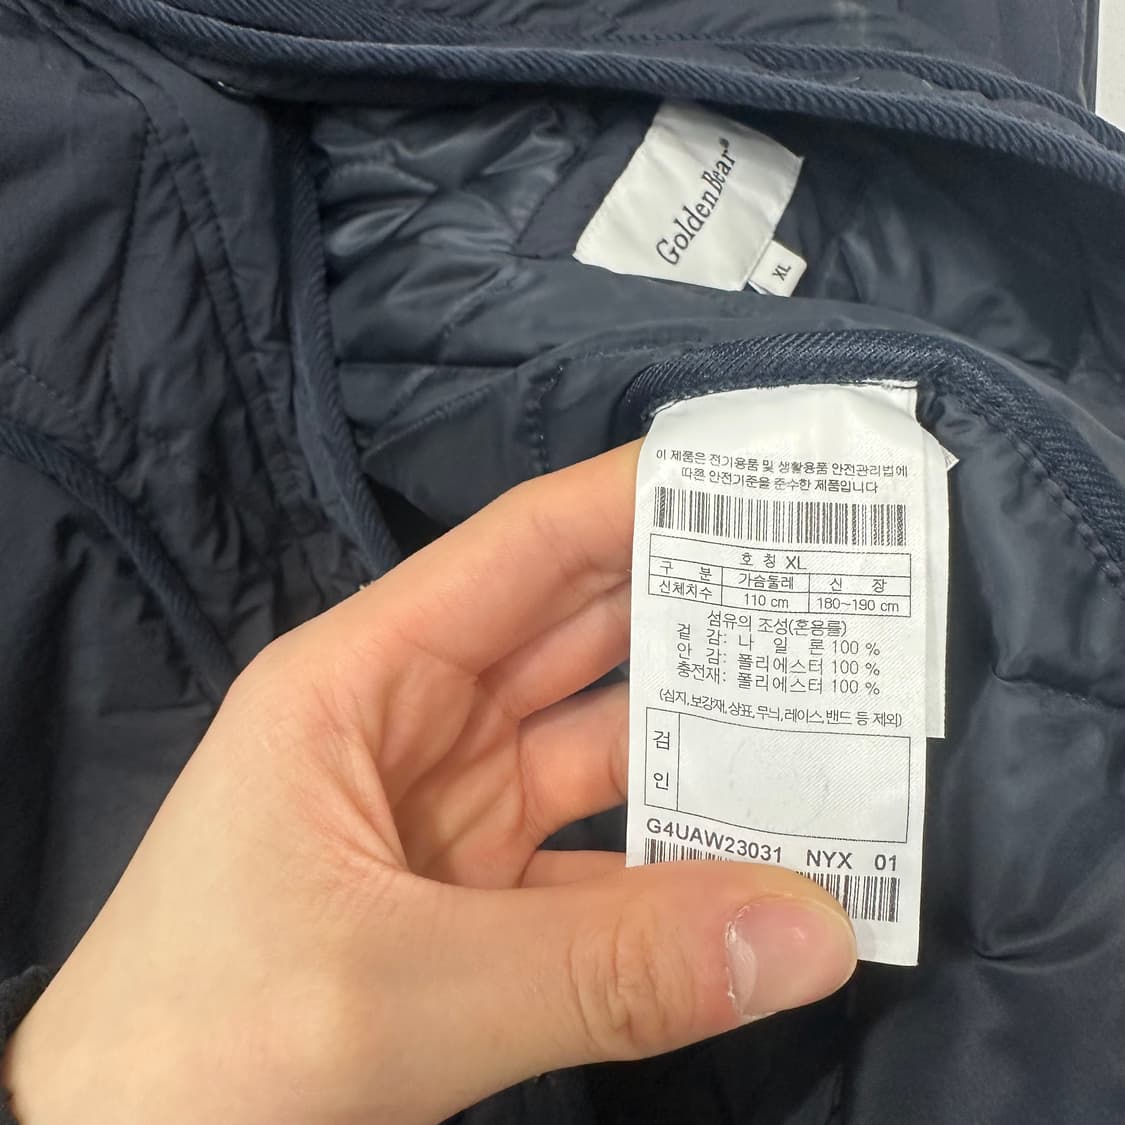 GoldenBear®
XL
이 제품은 전기용품 및 생활용품 안전관리법에
따른 안전기준을 준수한 제품입니다
호 칭 XL
구 분 가슴둘레 신 장
신체치수 110 cm 180~190 cm
섬유의 조성(혼용률)
겉 감: 나 일 론 100 %
안 감: 폴리에스터 100 %
충전재: 폴리에스터 100 %
(심지,보강재,상표,무늬,레이스,밴드 등 제외)
검
인
G4UAW23031 NYX 01